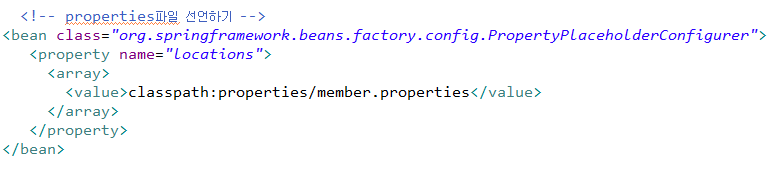 <!-- properties파일 선언하기 -->
<bean class="org.springframework.beans.factory.config.PropertyPlaceholderConfigurer">
<property name="locations">
<array>
<value>classpath:properties/member.properties</value>
</array>
</property>
</bean>